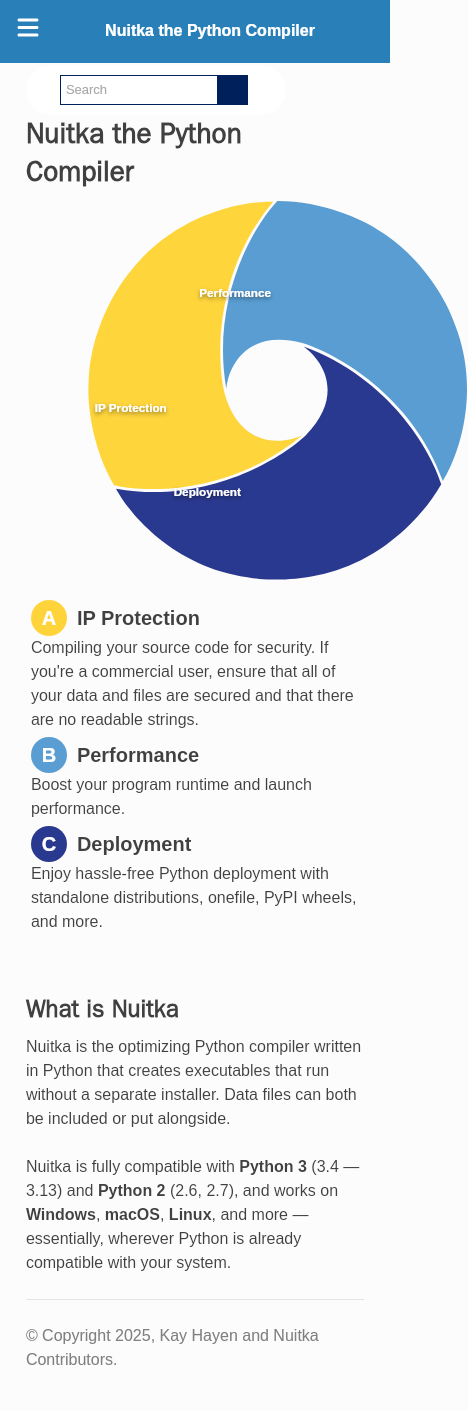 Nuitka the Python Compiler
Search
Nuitka the Python
Compiler
Performance
IP Protection
Deployment
A IP Protection
Compiling your source code for security. If
you're a commercial user, ensure that all of
your data and files are secured and that there
are no readable strings.
B Performance
Boost your program runtime and launch
performance.
C Deployment
Enjoy hassle-free Python deployment with
standalone distributions, onefile, PyPI wheels,
and more.
What is Nuitka
Nuitka is the optimizing Python compiler written
in Python that creates executables that run
without a separate installer. Data files can both
be included or put alongside.
Nuitka is fully compatible with Python 3 (3.4 —
3.13) and Python 2 (2.6, 2.7), and works on
Windows, macOS, Linux, and more —
essentially, wherever Python is already
compatible with your system.
© Copyright 2025, Kay Hayen and Nuitka
Contributors.